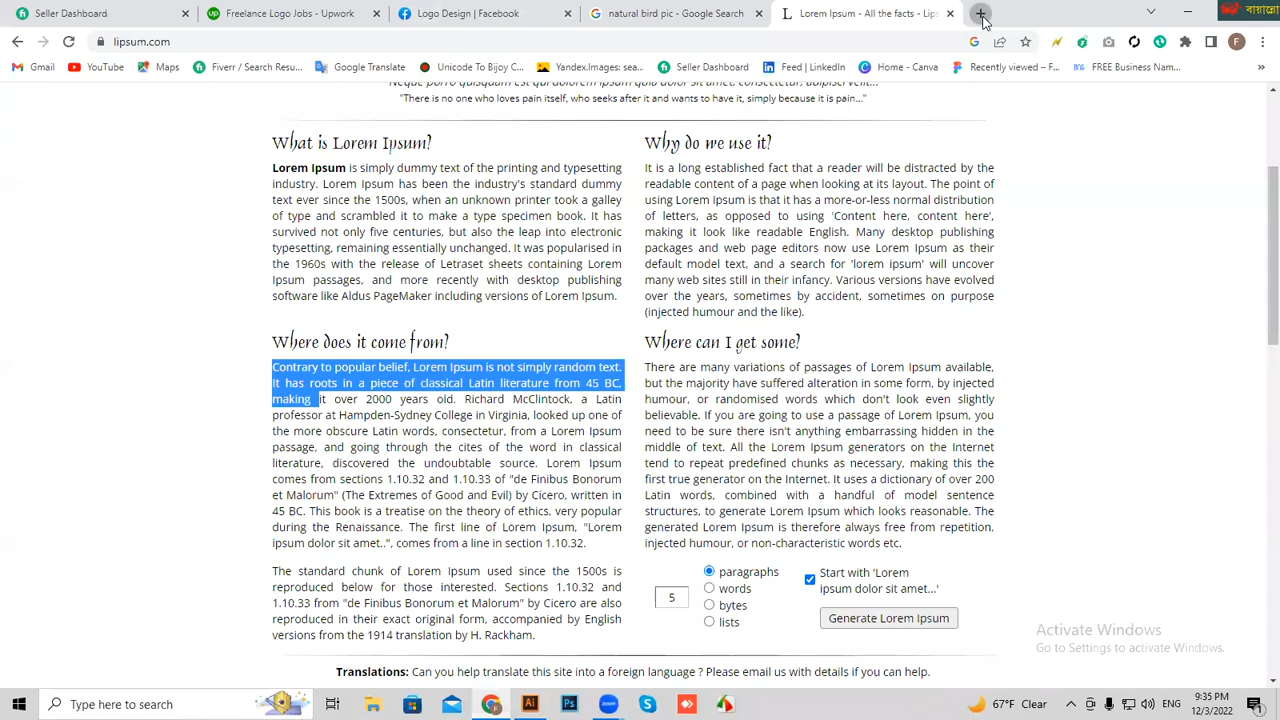 Seller Dashboard
Freelance Logo Jobs - Upwork
Logo Design | Facebook
natural bird pic - Google Search
Lorem Ipsum - All the facts - Lips
বায়ান্নো
lipsum.com
Gmail
YouTube
Maps
Fiverr / Search Resu...
Google Translate
Unicode To Bijoy C...
Yandex.Images: sea...
Seller Dashboard
Feed | LinkedIn
Home - Canva
Recently viewed – F...
FREE Business Nam...
"There is no one who loves pain itself, who seeks after it and wants to have it, simply because it is pain..."
What is Lorem Ipsum?
Lorem Ipsum is simply dummy text of the printing and typesetting
industry. Lorem Ipsum has been the industry's standard dummy
text ever since the 1500s, when an unknown printer took a galley
of type and scrambled it to make a type specimen book. It has
survived not only five centuries, but also the leap into electronic
typesetting, remaining essentially unchanged. It was popularised in
the 1960s with the release of Letraset sheets containing Lorem
Ipsum passages, and more recently with desktop publishing
software like Aldus PageMaker including versions of Lorem Ipsum.
Why do we use it?
It is a long established fact that a reader will be distracted by the
readable content of a page when looking at its layout. The point of
using Lorem Ipsum is that it has a more-or-less normal distribution
of letters, as opposed to using 'Content here, content here',
making it look like readable English. Many desktop publishing
packages and web page editors now use Lorem Ipsum as their
default model text, and a search for 'lorem ipsum' will uncover
many web sites still in their infancy. Various versions have evolved
over the years, sometimes by accident, sometimes on purpose
(injected humour and the like).
Where does it come from?
Contrary to popular belief, Lorem Ipsum is not simply random text.
It has roots in a piece of classical Latin literature from 45 BC,
making it over 2000 years old. Richard McClintock, a Latin
professor at Hampden-Sydney College in Virginia, looked up one of
the more obscure Latin words, consectetur, from a Lorem Ipsum
passage, and going through the cites of the word in classical
literature, discovered the undoubtable source. Lorem Ipsum
comes from sections 1.10.32 and 1.10.33 of "de Finibus Bonorum
et Malorum" (The Extremes of Good and Evil) by Cicero, written in
45 BC. This book is a treatise on the theory of ethics, very popular
during the Renaissance. The first line of Lorem Ipsum, "Lorem
ipsum dolor sit amet..", comes from a line in section 1.10.32.
The standard chunk of Lorem Ipsum used since the 1500s is
reproduced below for those interested. Sections 1.10.32 and
1.10.33 from "de Finibus Bonorum et Malorum" by Cicero are also
reproduced in their exact original form, accompanied by English
versions from the 1914 translation by H. Rackham.
Where can I get some?
There are many variations of passages of Lorem Ipsum available,
but the majority have suffered alteration in some form, by injected
humour, or randomised words which don't look even slightly
believable. If you are going to use a passage of Lorem Ipsum, you
need to be sure there isn't anything embarrassing hidden in the
middle of text. All the Lorem Ipsum generators on the Internet
tend to repeat predefined chunks as necessary, making this the
first true generator on the Internet. It uses a dictionary of over 200
Latin words, combined with a handful of model sentence
structures, to generate Lorem Ipsum which looks reasonable. The
generated Lorem Ipsum is therefore always free from repetition,
injected humour, or non-characteristic words etc.
5
paragraphs
words
bytes
lists
Start with 'Lorem
ipsum dolor sit amet...'
Generate Lorem Ipsum
Activate Windows
Go to Settings to activate Windows.
Translations: Can you help translate this site into a foreign language ? Please email us with details if you can help.
Type here to search
67°F Clear
ENG
9:35 PM
12/3/2022